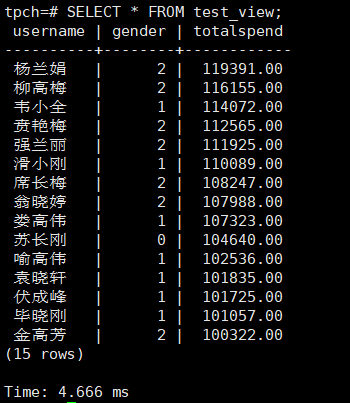 tpch=# SELECT * FROM test_view;
username | gender | totalspend
----------+--------+------------
杨兰娟 | 2 | 119391.00
柳高梅 | 2 | 116155.00
韦小全 | 1 | 114072.00
贲艳梅 | 2 | 112565.00
强兰丽 | 2 | 111925.00
滑小刚 | 1 | 110089.00
席长梅 | 2 | 108247.00
翁晓婷 | 2 | 107988.00
娄高伟 | 1 | 107323.00
苏长刚 | 0 | 104640.00
喻高伟 | 1 | 102536.00
袁晓轩 | 1 | 101835.00
伏成峰 | 1 | 101725.00
毕晓刚 | 1 | 101057.00
金高芳 | 2 | 100322.00
(15 rows)
Time: 4.666 ms